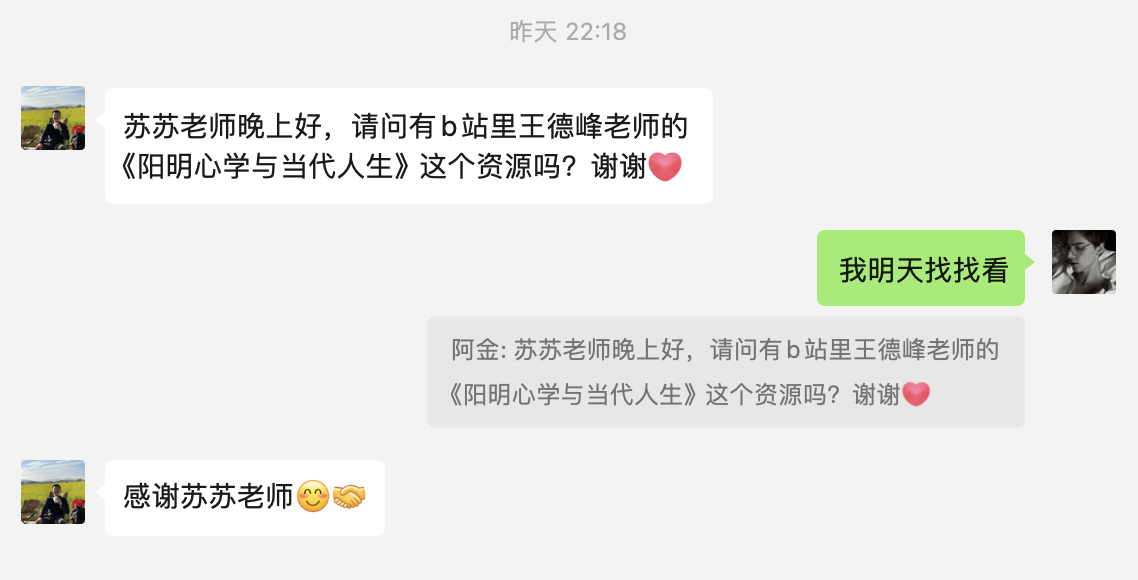 昨天 22:18
苏苏老师晚上好，请问有b站里王德峰老师的
《阳明心学与当代人生》这个资源吗？谢谢❤️
我明天找找看
阿金: 苏苏老师晚上好，请问有b站里王德峰老师的
《阳明心学与当代人生》这个资源吗？谢谢❤️
感谢苏苏老师😊🤝